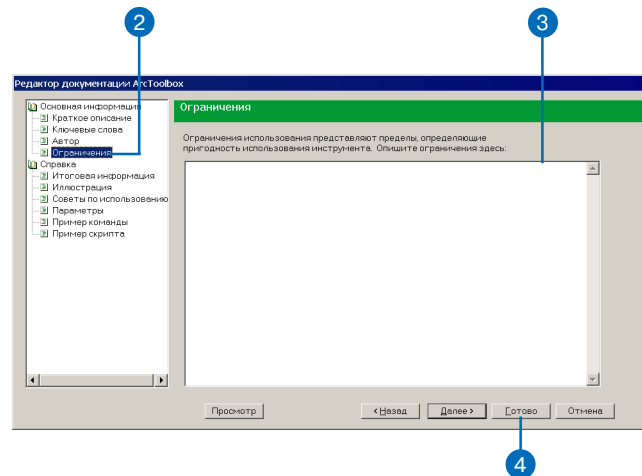 2
3
Редактор документации ArcToolbox
Основная информация
Краткое описание
Ключевые слова
Автор
Ограничения
Справка
Итоговая информация
Иллюстрация
Советы по использованию
Параметры
Пример команды
Пример скрипта
Ограничения
Ограничения использования представляют пределы, определяющие
пригодность использования инструмента. Опишите ограничения здесь:
Просмотр
< Назад
Далее >
Готово
Отмена
4